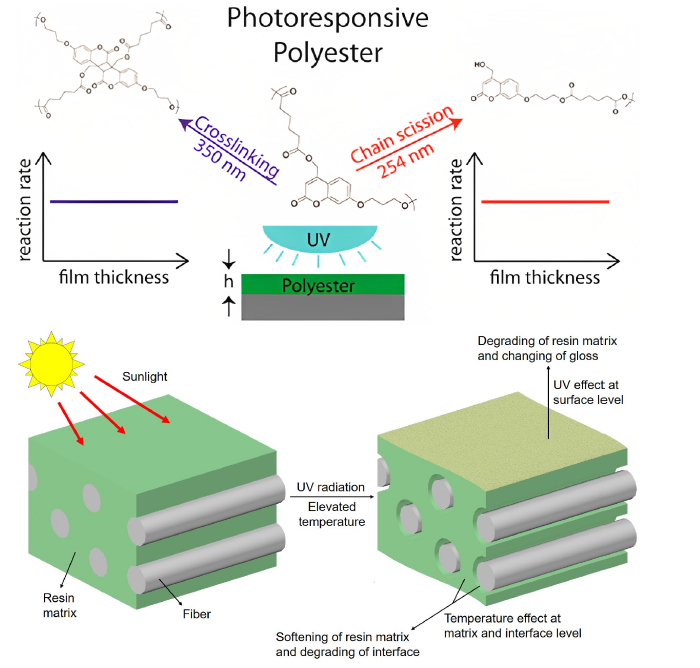 Photoresponsive
Polyester
Crosslinking
350 nm
Chain scission
254 nm
reaction rate
film thickness
UV
h
Polyester
reaction rate
film thickness
HO
O
O
O
O
O
Sunlight
Resin
matrix
Fiber
UV radiation
Elevated
temperature
Degrading of resin matrix
and changing of gloss
UV effect at
surface level
Temperature effect at
matrix and interface level
Softening of resin matrix
and degrading of interface